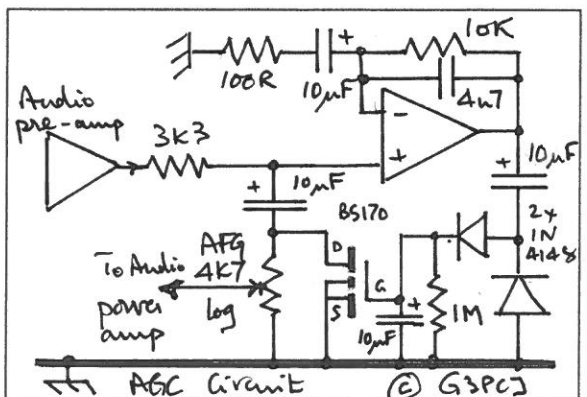 10K
100R
10µF
+
4n7
Audio
pre-amp
3K3
-
+
10µF
+
+
10µF
BS170
2x
1N
4148
AFG
4K7
log
To Audio
power
amp
D
G
S
+
10µF
1M
AGC Circuit
© G3PCJ